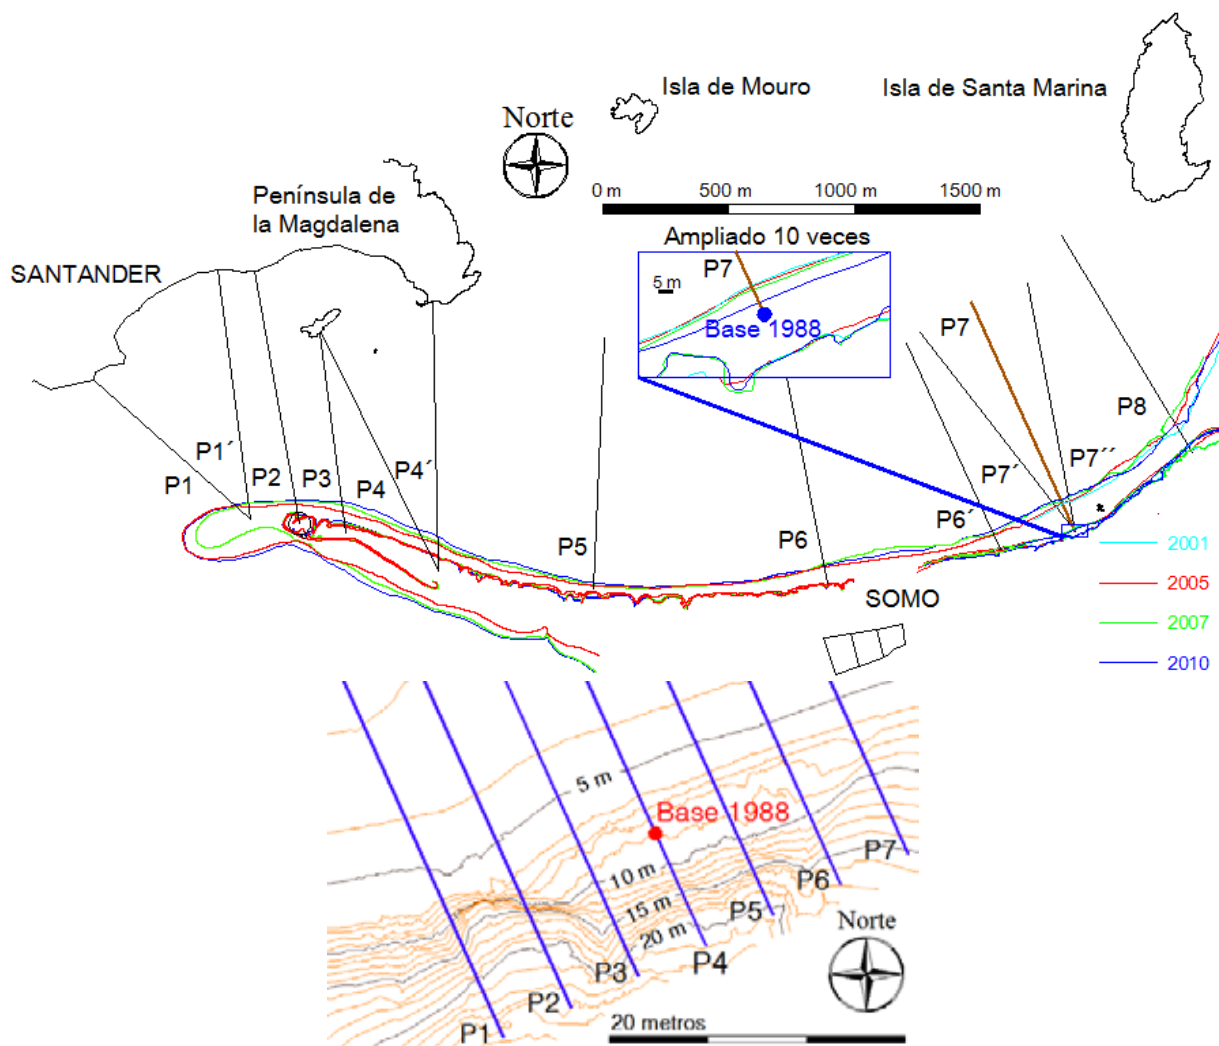 Isla de Mouro
Isla de Santa Marina
Norte
Península de
la Magdalena
0 m
500 m
1000 m
1500 m
Ampliado 10 veces
SANTANDER
P7
5 m
Base 1988
P7
P1´
P1
P2
P3
P4
P4´
P5
P6
P6´
P7´
P7´´
P8
SOMO
2001
2005
2007
2010
5 m
Base 1988
10 m
15 m
20 m
P1
P2
P3
P4
P5
P6
P7
Norte
20 metros